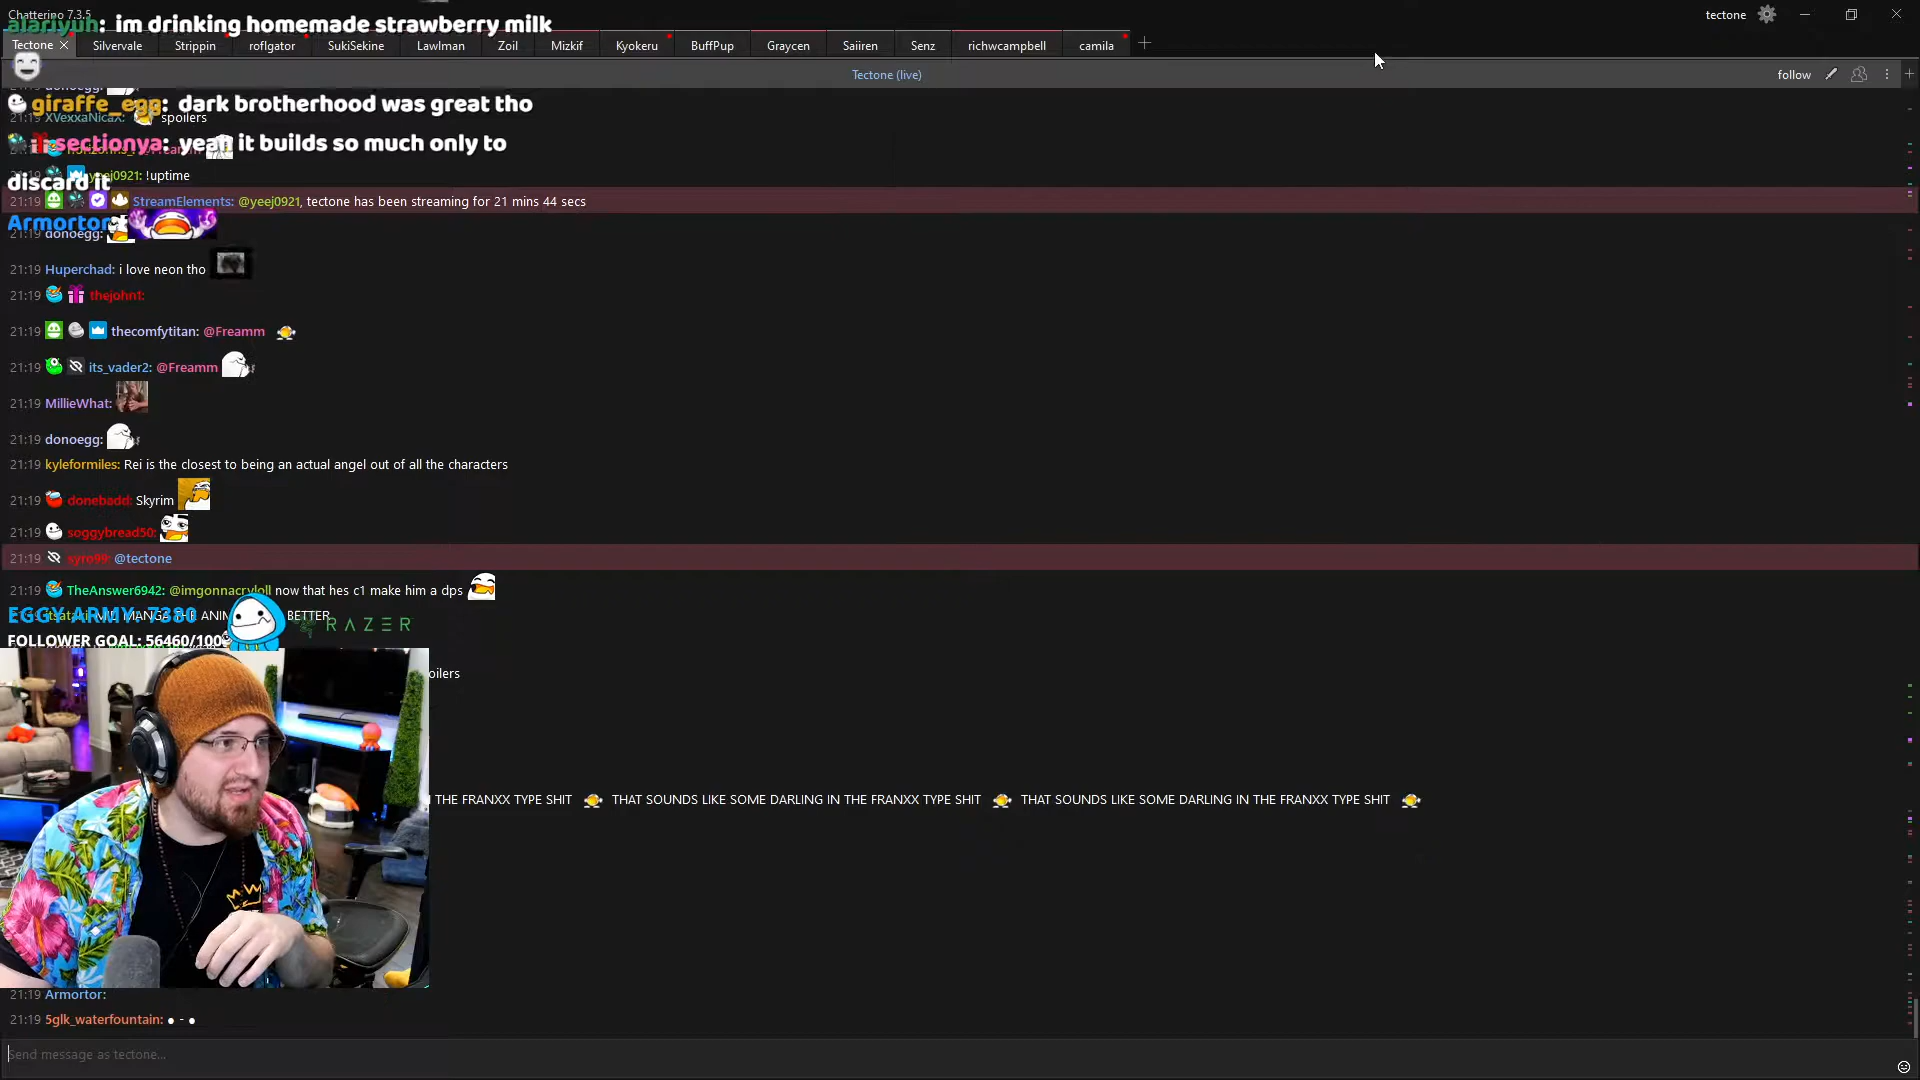 Chatterino 7.3.5
tectone
alariyuh: im drinking homemade strawberry milk
Tectone Silvervale Strippin roflgator SukiSekine Lawlman Zoil Mizkif Kyokeru BuffPup Graycen Saiiren Senz richwcampbell camila
Tectone (live)
follow
giraffe_egg: dark brotherhood was great tho
21:19 XVexxaNicaX: spoilers
sectionya: yeah it builds so much only to
discard it
yeej0921: !uptime
21:19 StreamElements: @yeej0921, tectone has been streaming for 21 mins 44 secs
Armortor
donoegg:
21:19 Huperchad: i love neon tho
21:19 thejohn1:
21:19 thecomfytitan: @Freamm
21:19 its_vader2: @Freamm
21:19 MillieWhat:
21:19 donoegg:
21:19 kyleformiles: Rei is the closest to being an actual angel out of all the characters
21:19 donebadd: Skyrim
21:19 soggybread50:
21:19 syro99: @tectone
21:19 TheAnswer6942: @imgonnacryloll now that hes c1 make him a dps
EGGY ARMY: 7380
BETTER
RAZER
FOLLOWER GOAL: 56460/100
oilers
THE FRANXX TYPE SHIT THAT SOUNDS LIKE SOME DARLING IN THE FRANXX TYPE SHIT THAT SOUNDS LIKE SOME DARLING IN THE FRANXX TYPE SHIT
21:19 Armortor:
21:19 5glk_waterfountain: ● - ●
Send message as tectone...